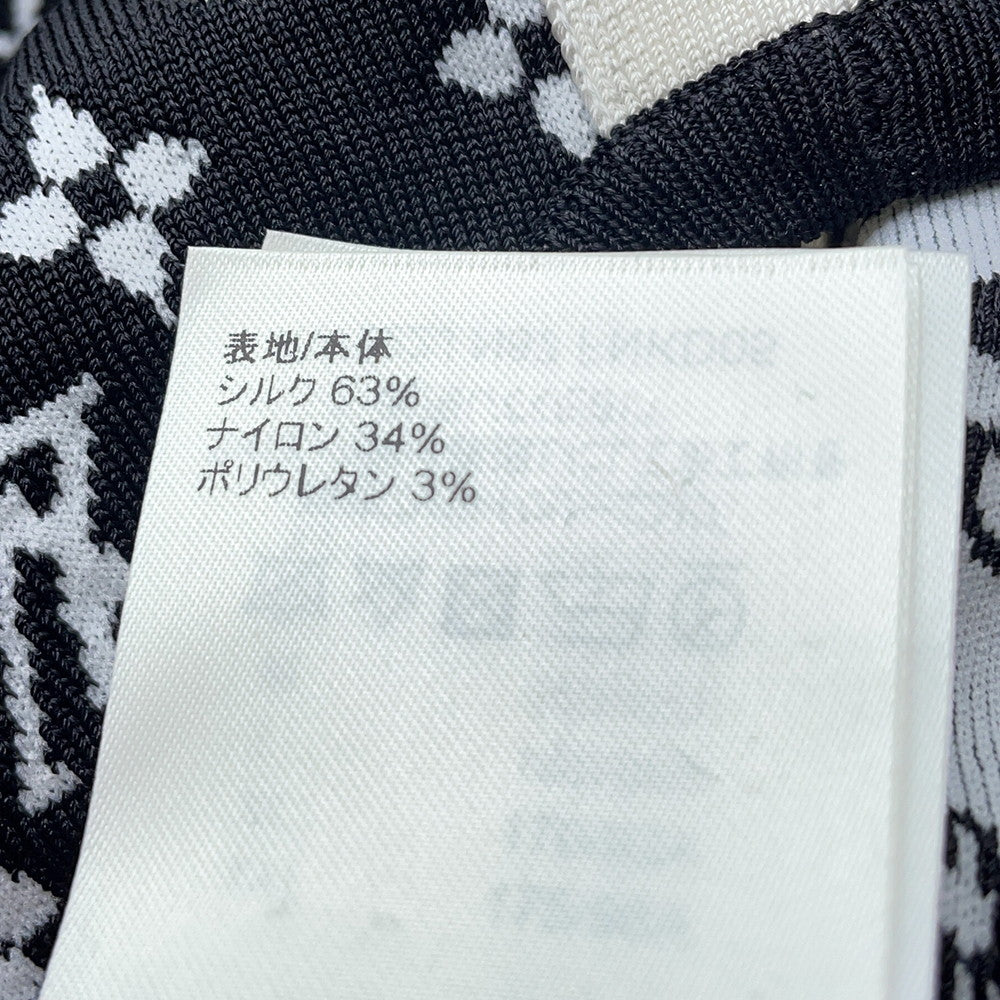 表地/本体
シルク 63%
ナイロン 34%
ポリウレタン 3%